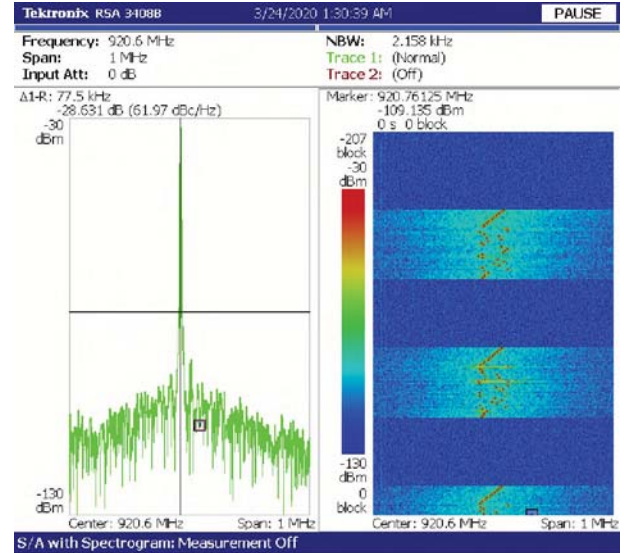 Tektronix RSA 3408B 3/24/2020 1:30:39 AM PAUSE
Frequency: 920.6 MHz
Span: 1 MHz
Input Att: 0 dB
NBW: 2.158 kHz
Trace 1: (Normal)
Trace 2: (Off)
Δ1-R: 77.5 kHz
-28.631 dB (61.97 dBc/Hz)
-30
dBm
-130
dBm
Center: 920.6 MHz Span: 1 MHz
Marker: 920.76125 MHz
-109.135 dBm
0 s 0 block
-207
block
-30
dBm
-130
dBm
0
block
Center: 920.6 MHz Span: 1 MHz
S/A with Spectrogram: Measurement Off